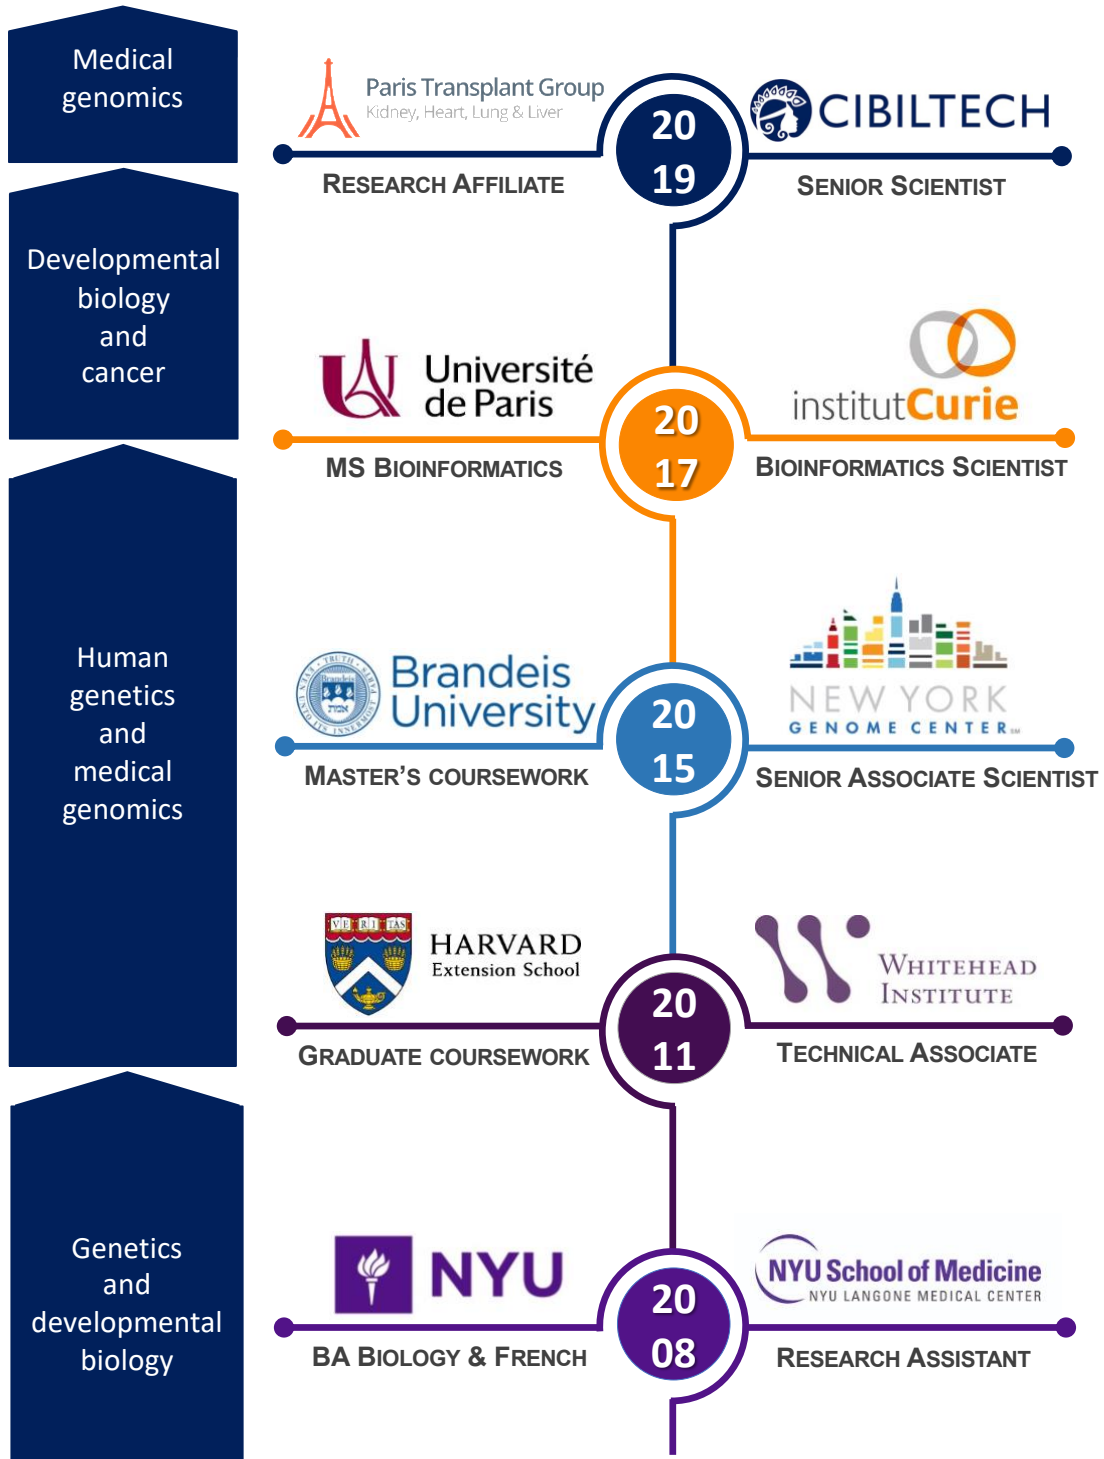 Medical
genomics
Paris Transplant Group
Kidney, Heart, Lung & Liver
RESEARCH AFFILIATE
20
19
CIBILTECH
SENIOR SCIENTIST
Developmental
biology
and
cancer
Université
de Paris
MS BIOINFORMATICS
20
17
institutCurie
BIOINFORMATICS SCIENTIST
Human
genetics
and
medical
genomics
Brandeis
University
MASTER'S COURSEWORK
20
15
NEW YORK
GENOME CENTER
SENIOR ASSOCIATE SCIENTIST
VE RI TAS
HARVARD
Extension School
GRADUATE COURSEWORK
20
11
WHITEHEAD
INSTITUTE
TECHNICAL ASSOCIATE
Genetics
and
developmental
biology
NYU
BA BIOLOGY & FRENCH
20
08
NYU School of Medicine
NYU LANGONE MEDICAL CENTER
RESEARCH ASSISTANT